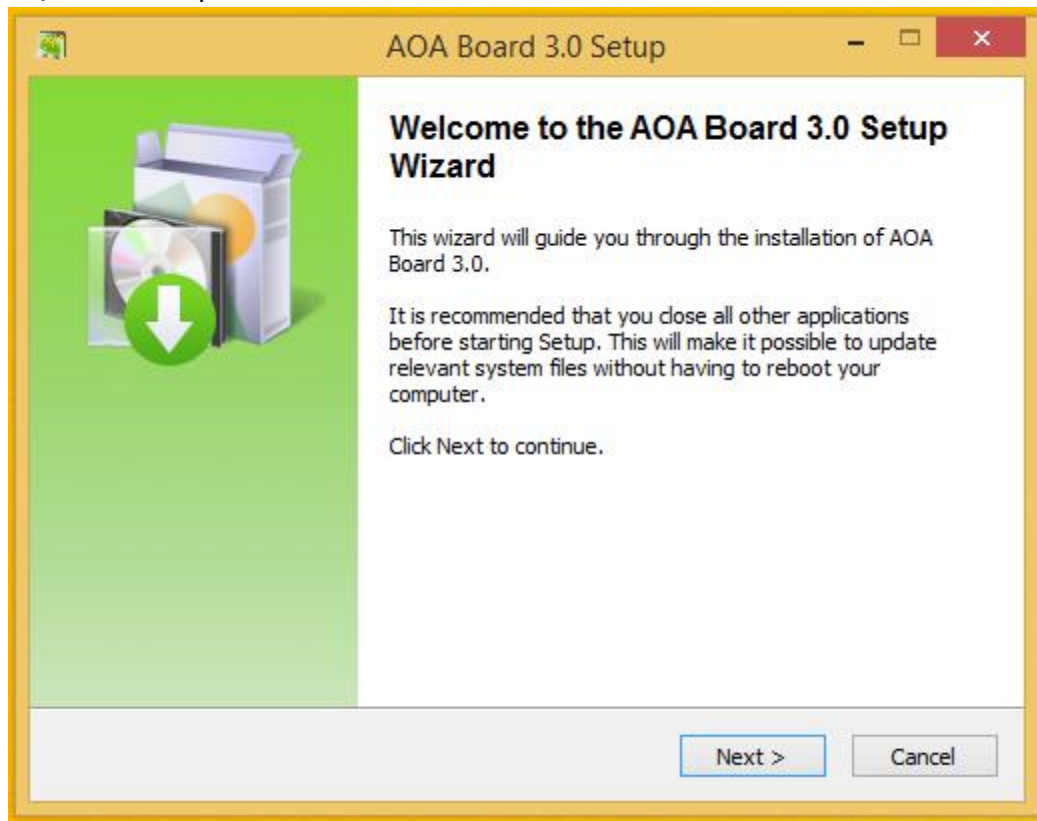 AOA Board 3.0 Setup
Welcome to the AOA Board 3.0 Setup
Wizard
This wizard will guide you through the installation of AOA
Board 3.0.
It is recommended that you close all other applications
before starting Setup. This will make it possible to update
relevant system files without having to reboot your
computer.
Click Next to continue.
Next >
Cancel